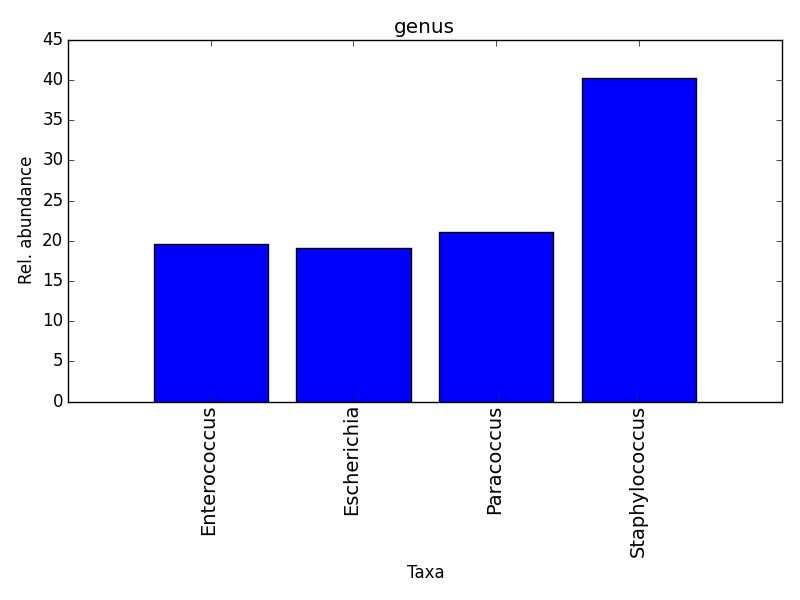 genus
45
40
35
30
25
20
15
10
5
0
Rel. abundance
Enterococcus
Escherichia
Paracoccus
Staphylococcus
Taxa